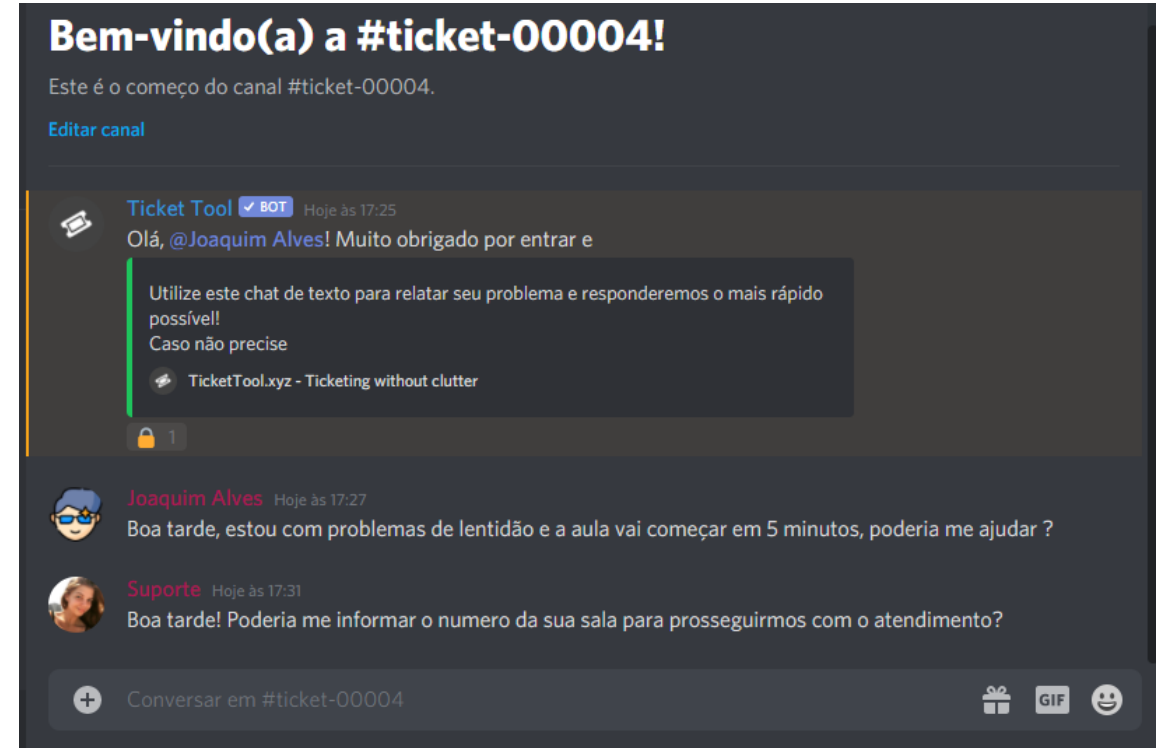 Bem-vindo(a) a #ticket-00004!
Este é o começo do canal #ticket-00004.
Editar canal
Ticket Tool ✓ BOT Hoje às 17:25
Olá, @Joaquim Alves! Muito obrigado por entrar e
Utilize este chat de texto para relatar seu problema e responderemos o mais rápido
possível!
Caso não precise
TicketTool.xyz - Ticketing without clutter
1
Joaquim Alves Hoje às 17:27
Boa tarde, estou com problemas de lentidão e a aula vai começar em 5 minutos, poderia me ajudar ?
Suporte Hoje às 17:31
Boa tarde! Poderia me informar o numero da sua sala para prosseguirmos com o atendimento?
Conversar em #ticket-00004
GIF